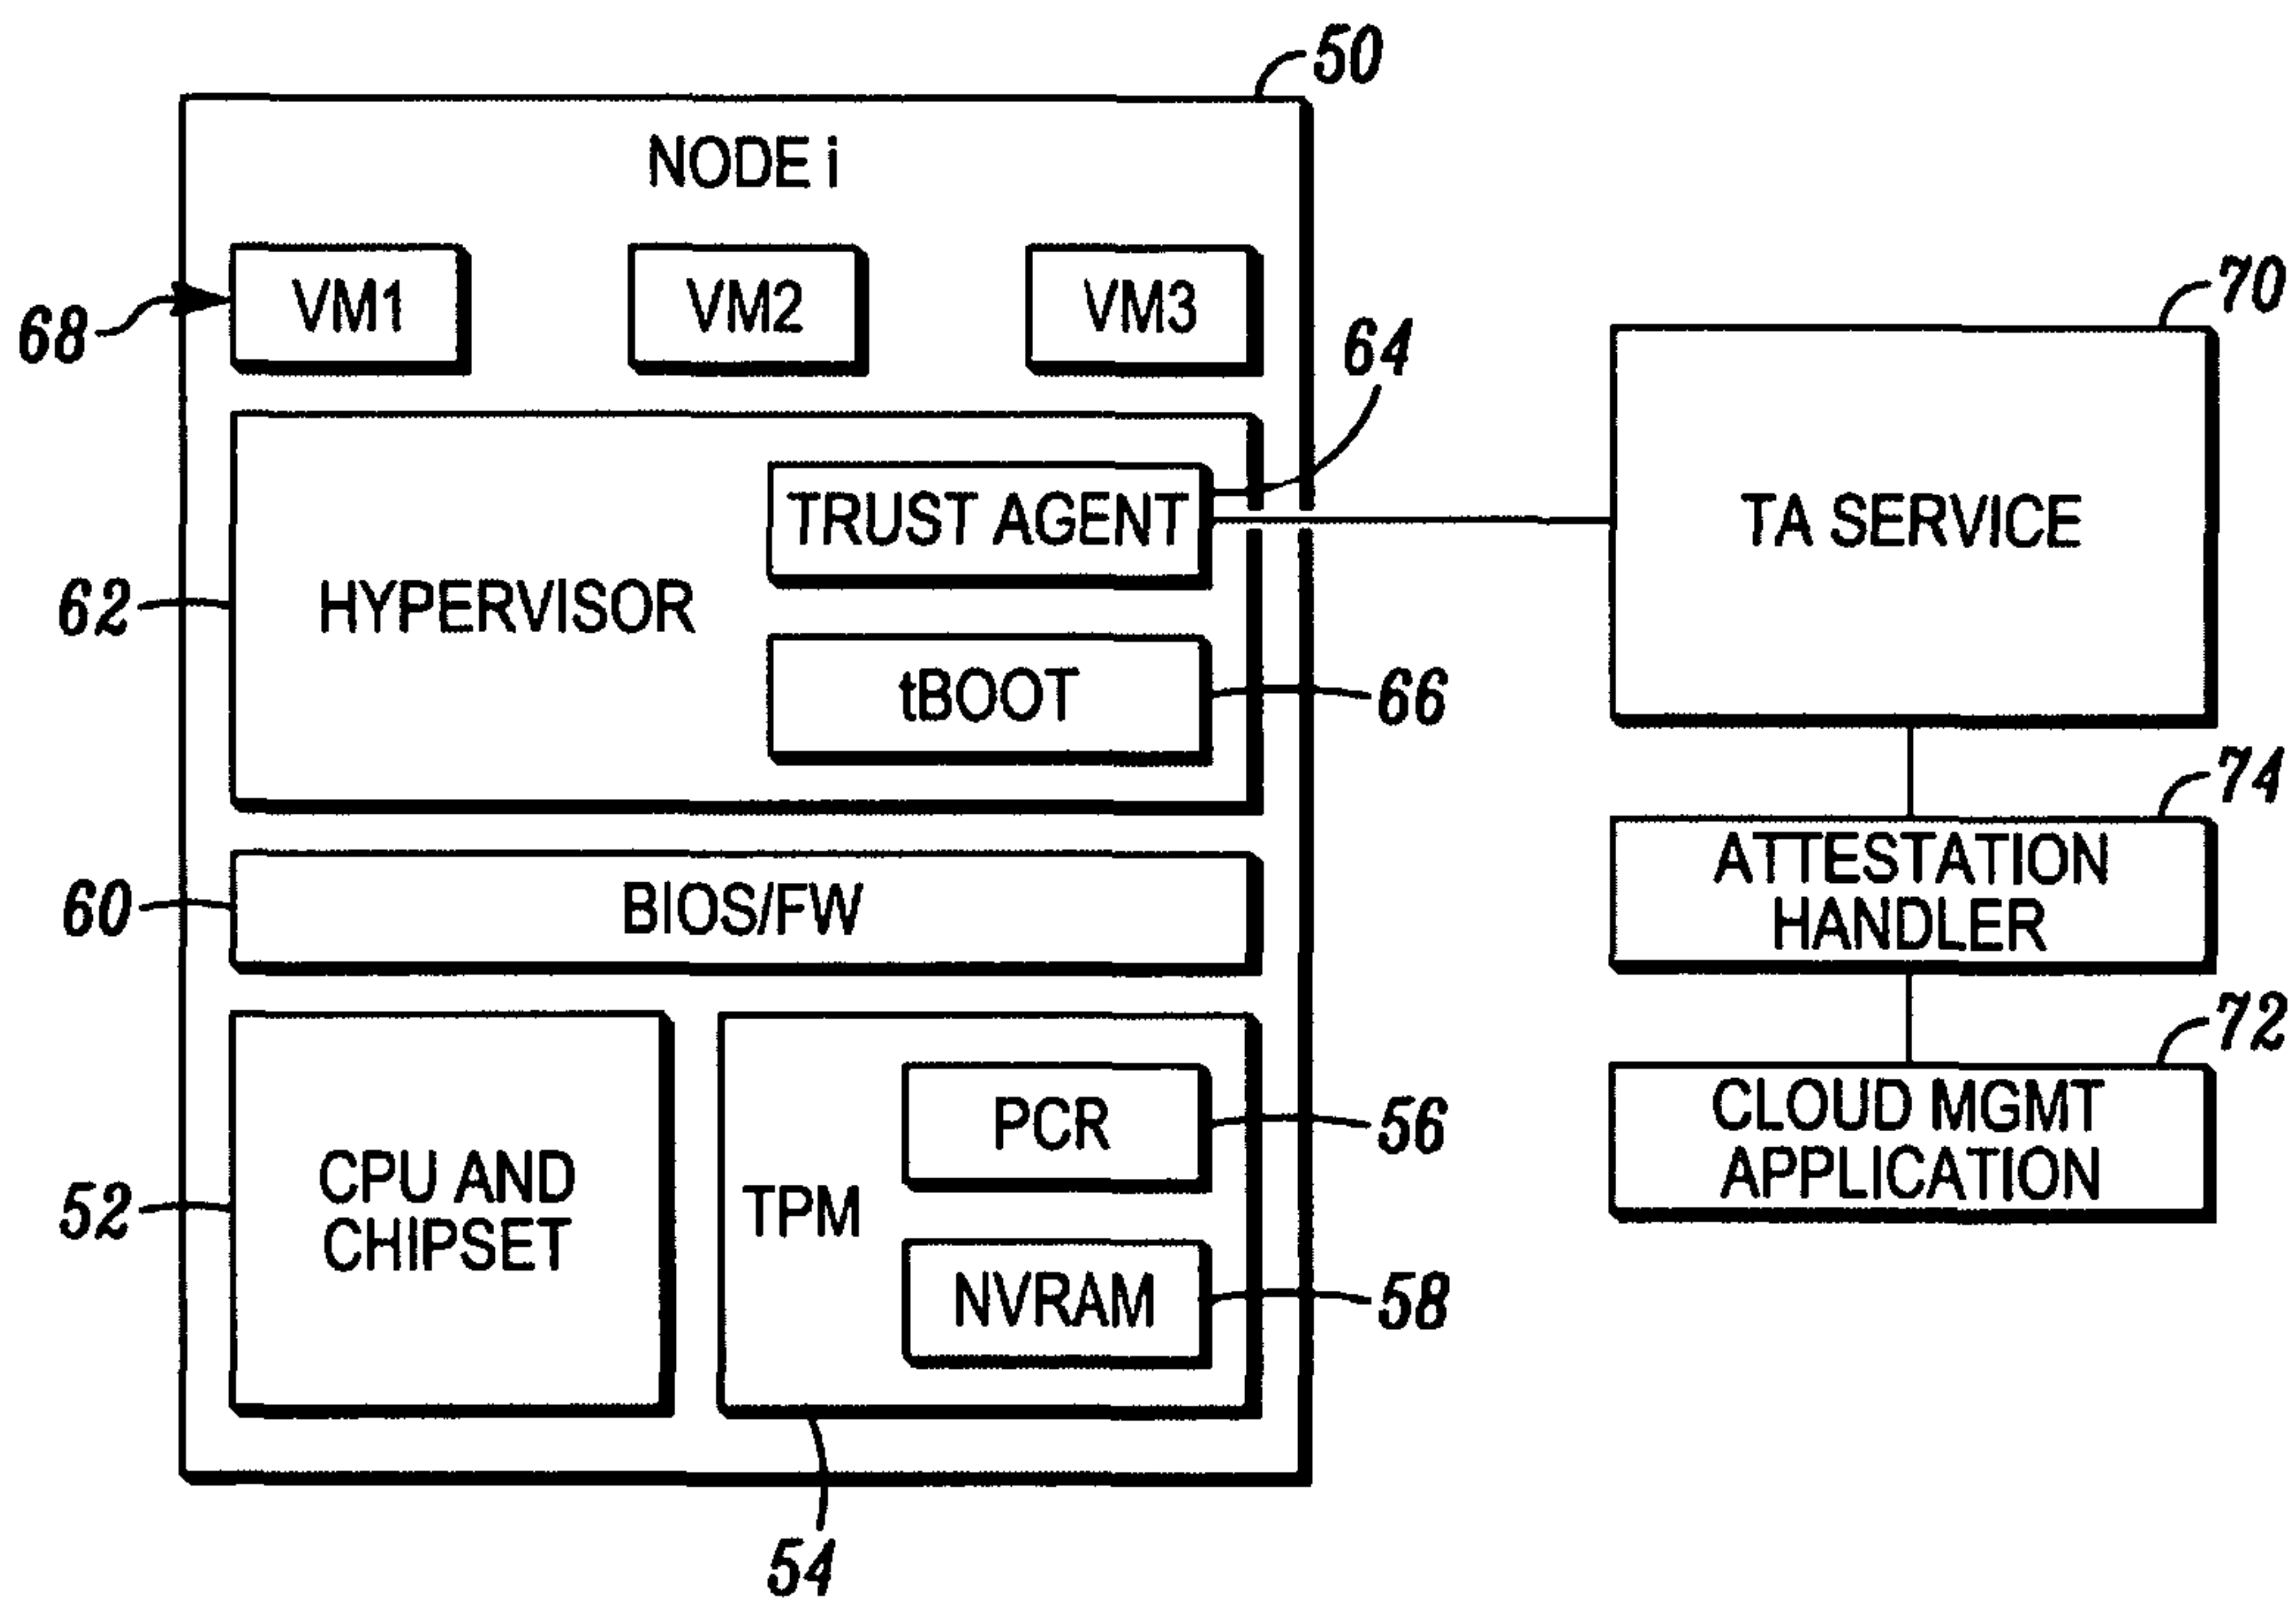 50
NODE i
VM1
VM2
VM3
68
64
70
TRUST AGENT
TA SERVICE
62
HYPERVISOR
tBOOT
66
74
ATTESTATION
HANDLER
60
BIOS/FW
72
CLOUD MGMT
APPLICATION
PCR
56
CPU AND
CHIPSET
52
TPM
NVRAM
58
54